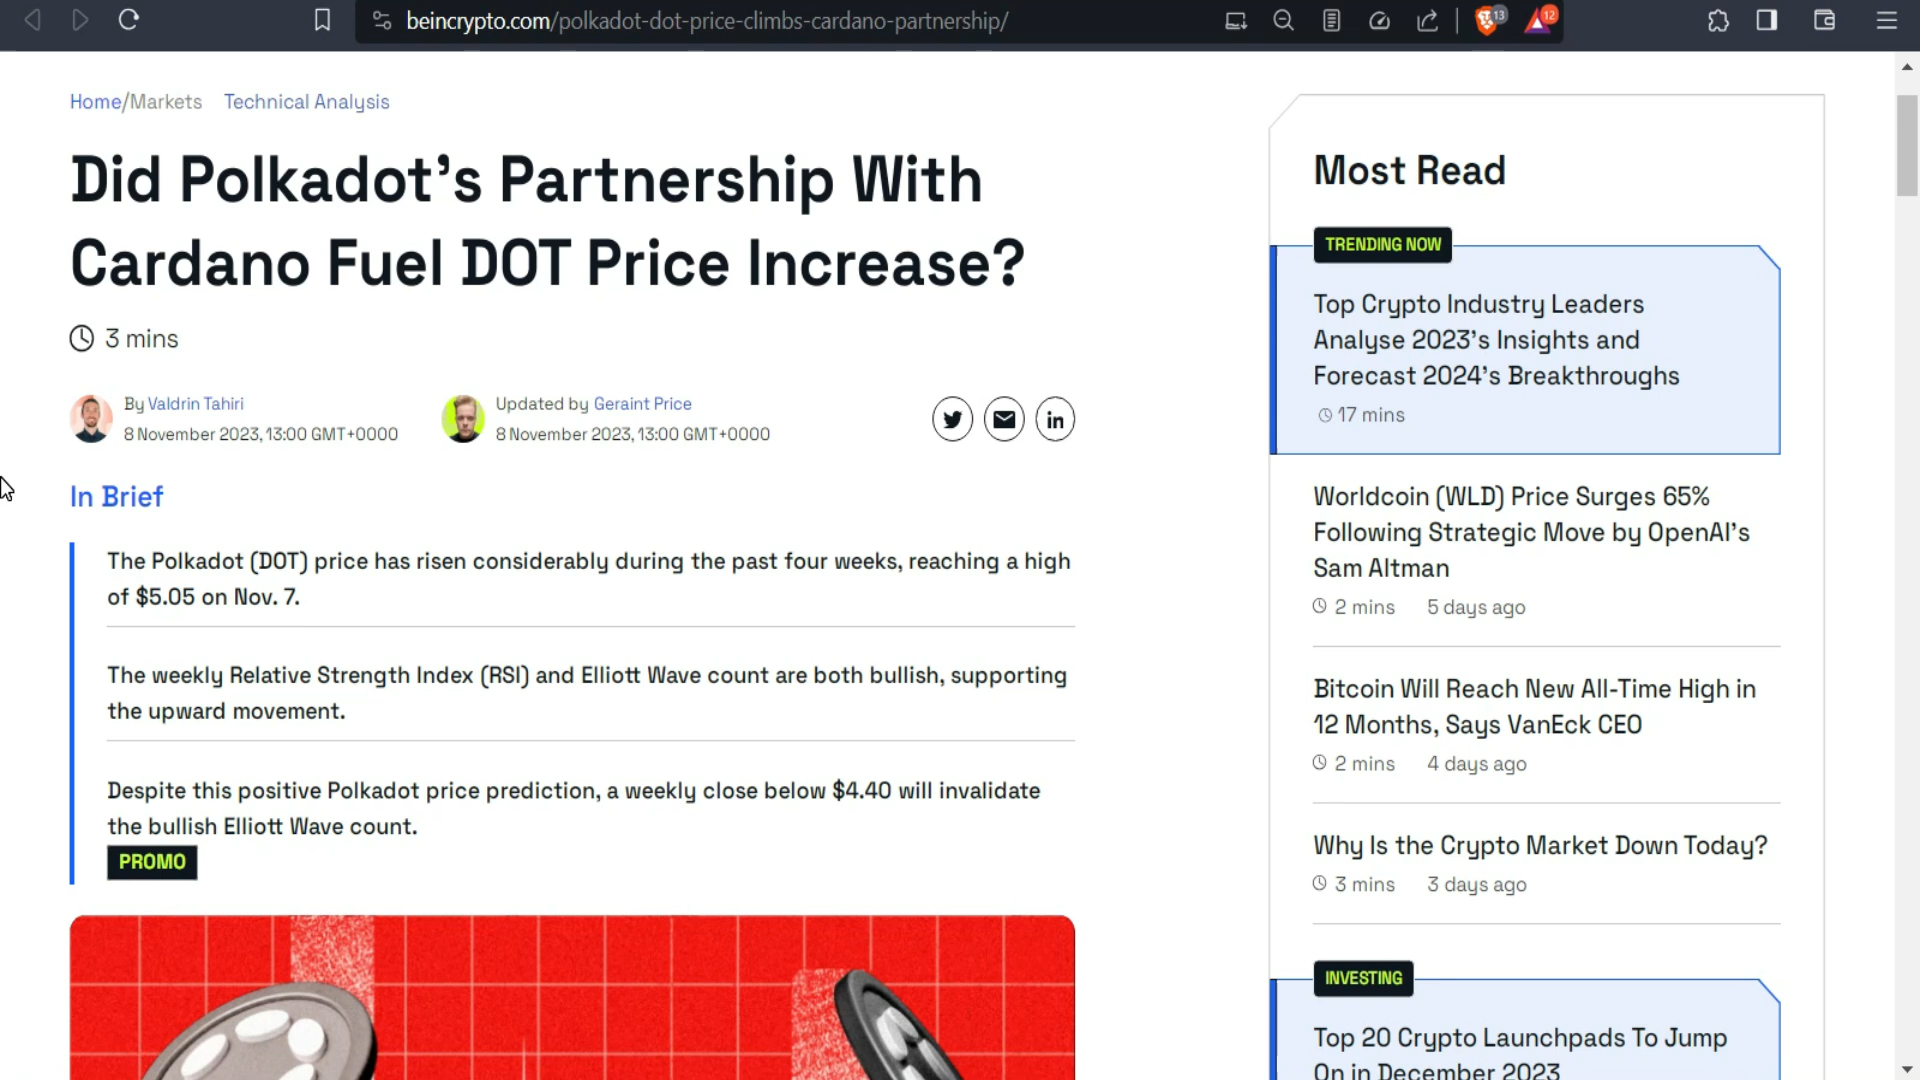 beincrypto.com/polkadot-dot-price-climbs-cardano-partnership/
13
12
Home/Markets Technical Analysis
Did Polkadot’s Partnership With
Cardano Fuel DOT Price Increase?
3 mins
By Valdrin Tahiri
8 November 2023, 13:00 GMT+0000
Updated by Geraint Price
8 November 2023, 13:00 GMT+0000
in
In Brief
The Polkadot (DOT) price has risen considerably during the past four weeks, reaching a high
of $5.05 on Nov. 7.
The weekly Relative Strength Index (RSI) and Elliott Wave count are both bullish, supporting
the upward movement.
Despite this positive Polkadot price prediction, a weekly close below $4.40 will invalidate
the bullish Elliott Wave count.
PROMO
Most Read
TRENDING NOW
Top Crypto Industry Leaders
Analyse 2023’s Insights and
Forecast 2024’s Breakthroughs
17 mins
Worldcoin (WLD) Price Surges 65%
Following Strategic Move by OpenAI’s
Sam Altman
2 mins 5 days ago
Bitcoin Will Reach New All-Time High in
12 Months, Says VanEck CEO
2 mins 4 days ago
Why Is the Crypto Market Down Today?
3 mins 3 days ago
INVESTING
Top 20 Crypto Launchpads To Jump
On in December 2023